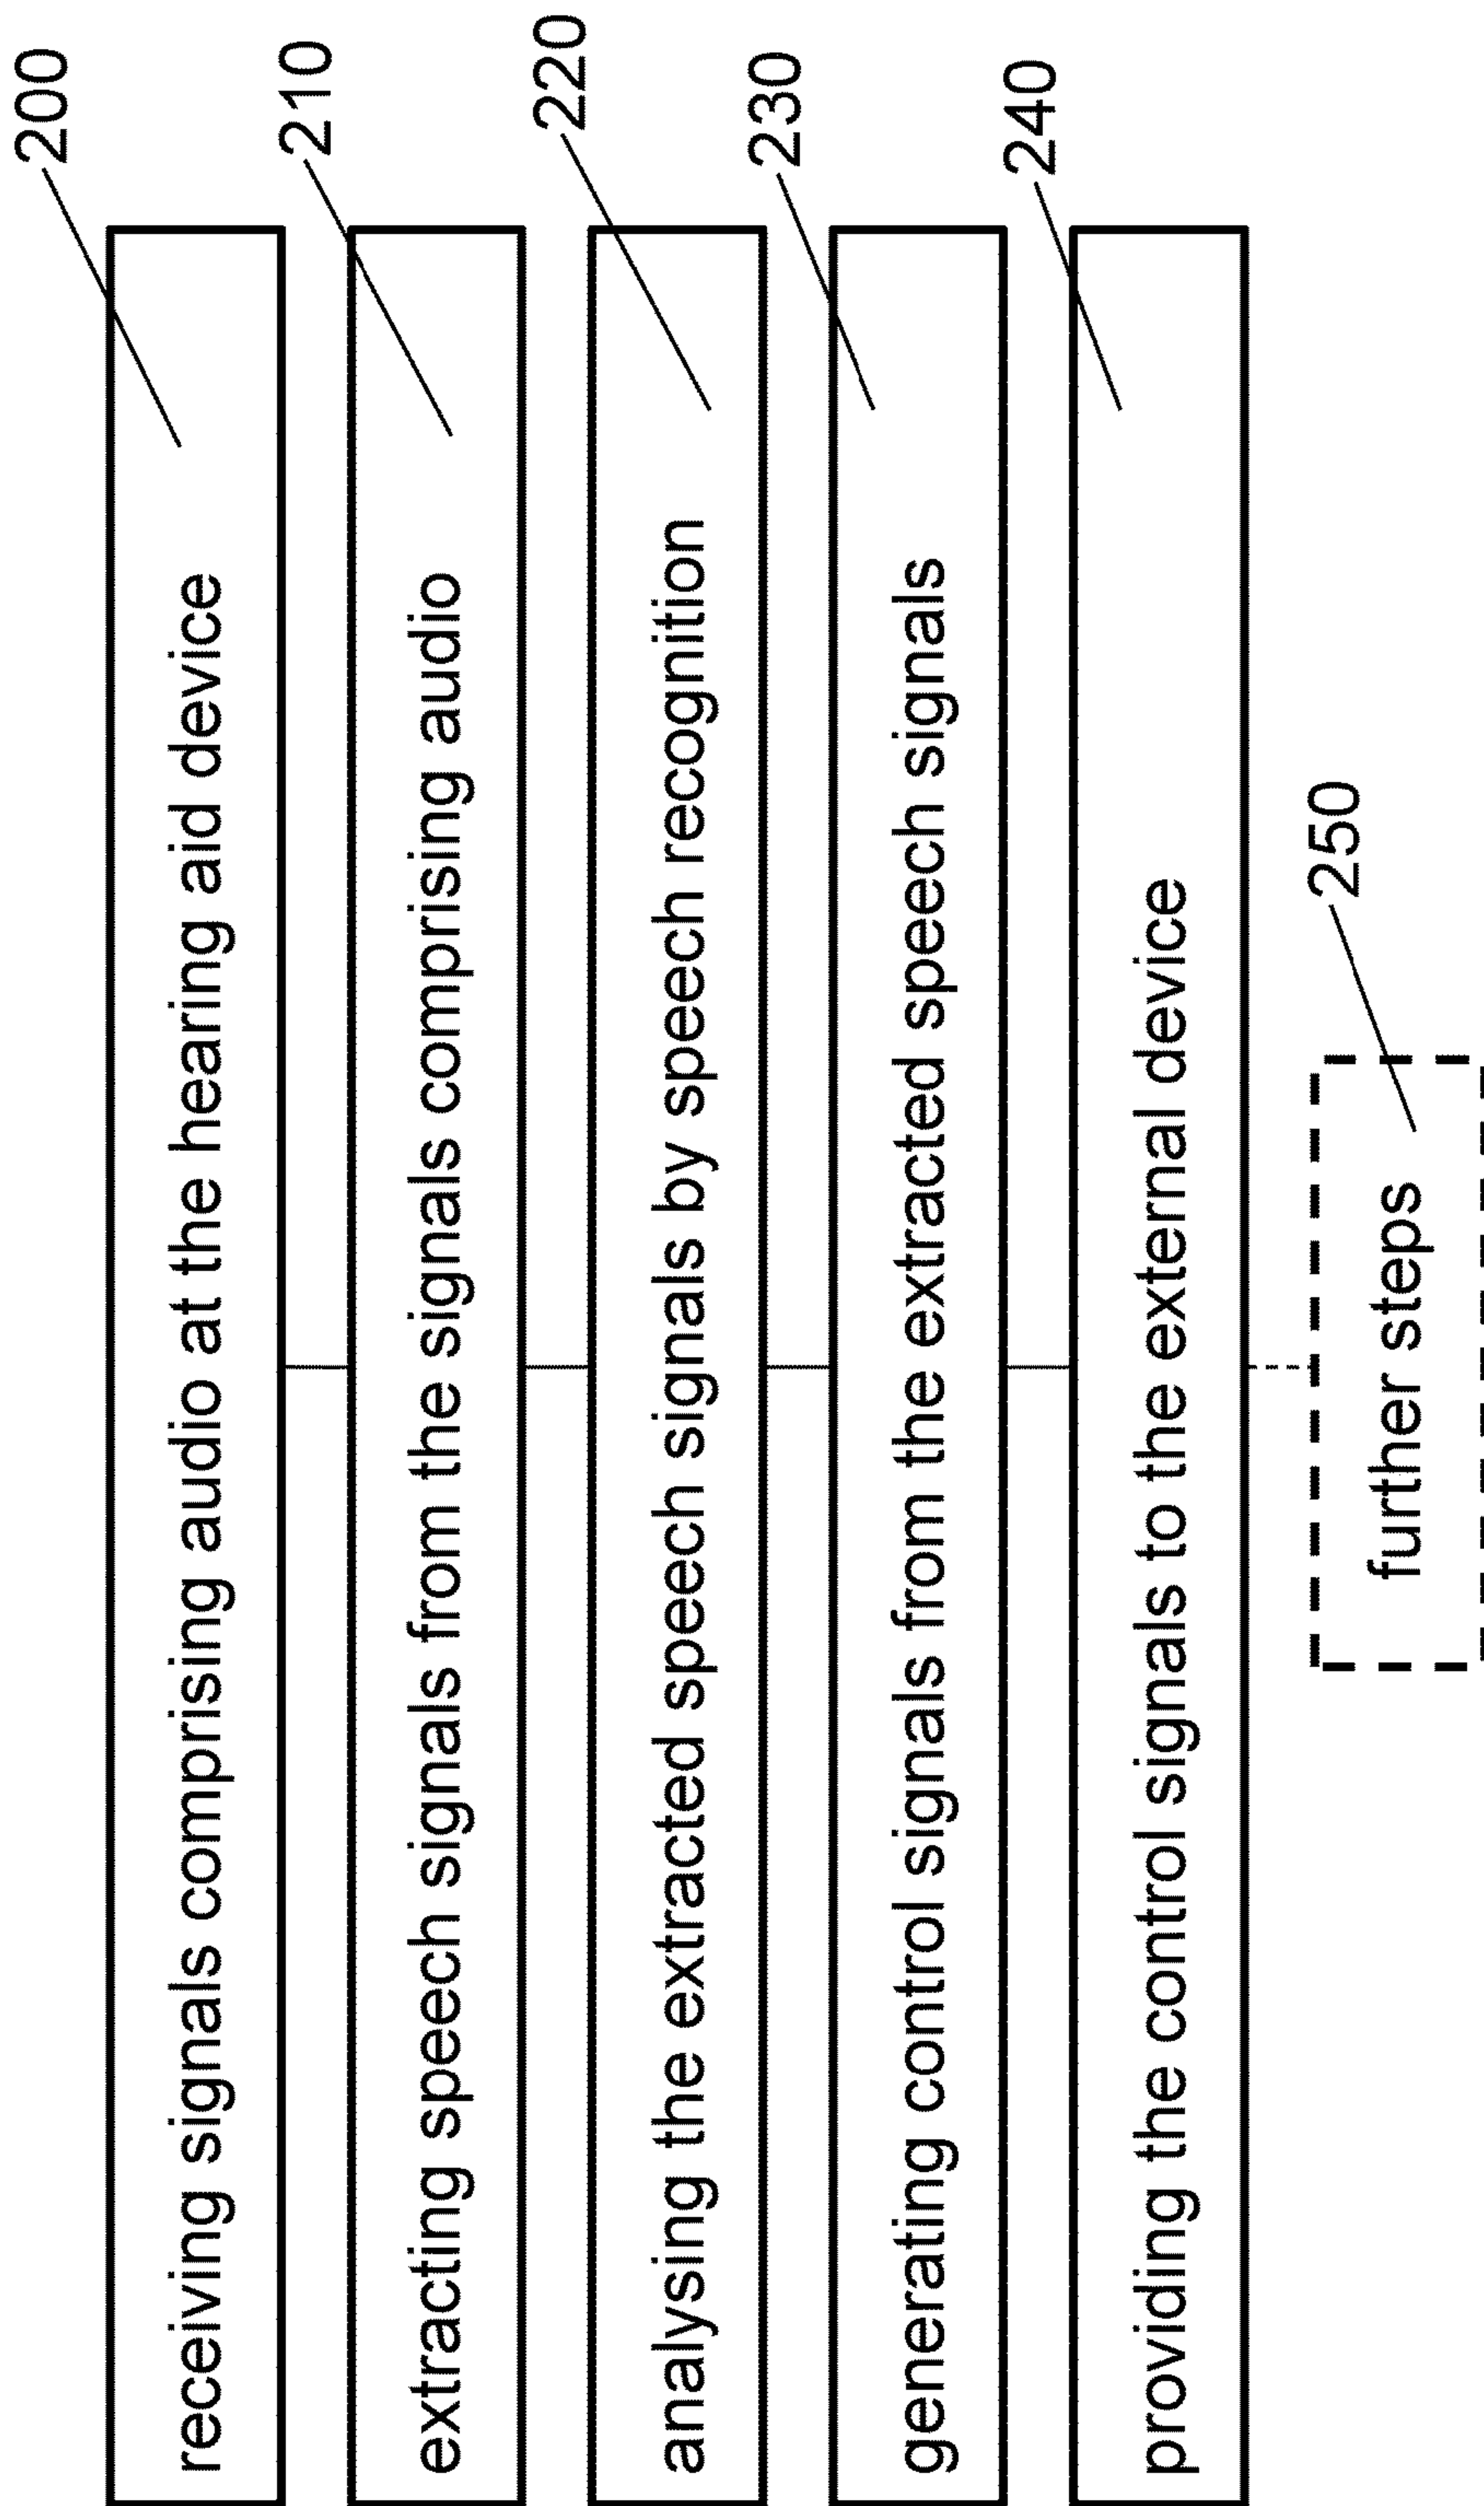 receiving signals comprising audio at the hearing aid device
200
extracting speech signals from the signals comprising audio
210
analysing the extracted speech signals by speech recognition
220
generating control signals from the extracted speech signals
230
providing the control signals to the external device
240
further steps
250